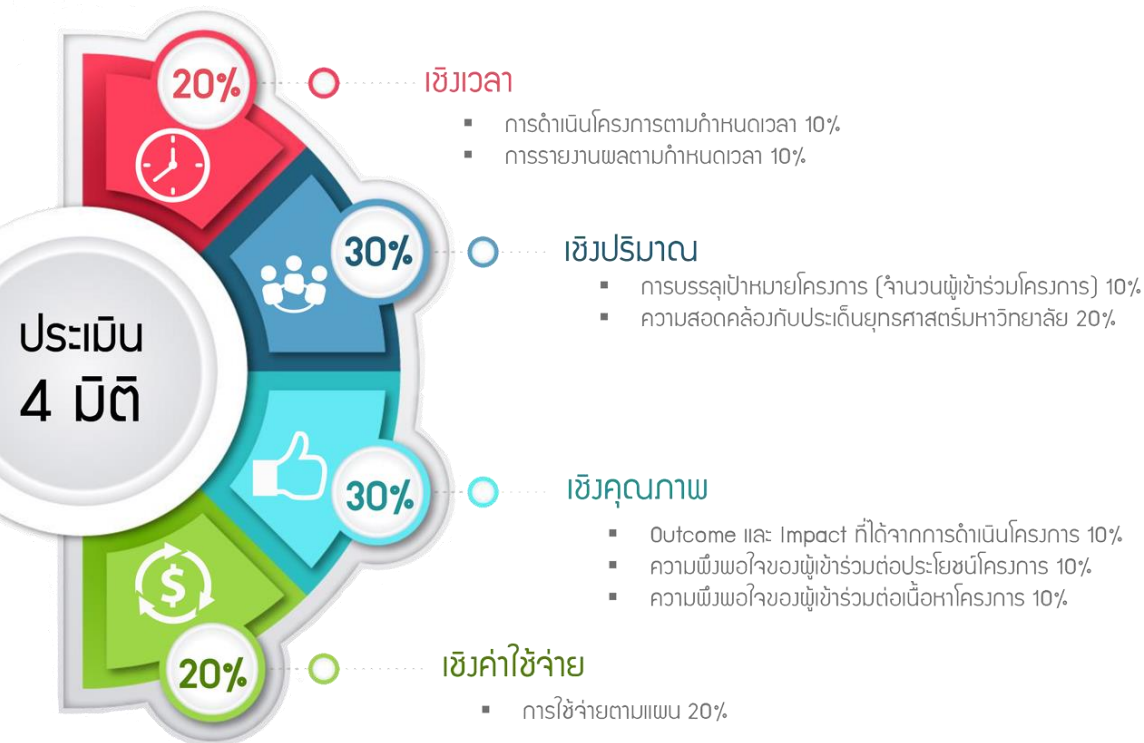 20%
เชิงเวลา
▪ การดำเนินโครงการตามกำหนดเวลา 10%
▪ การรายงานผลตามกำหนดเวลา 10%
30%
เชิงปริมาณ
▪ การบรรลุเป้าหมายโครงการ (จำนวนผู้เข้าร่วมโครงการ) 10%
▪ ความสอดคล้องกับประเด็นยุทธศาสตร์มหาวิทยาลัย 20%
ประเมิน
4 มิติ
30%
เชิงคุณภาพ
▪ Outcome และ Impact ที่ได้จากการดำเนินโครงการ 10%
▪ ความพึงพอใจของผู้เข้าร่วมต่อประโยชน์โครงการ 10%
▪ ความพึงพอใจของผู้เข้าร่วมต่อเนื้อหาโครงการ 10%
$
20%
เชิงค่าใช้จ่าย
▪ การใช้จ่ายตามแผน 20%